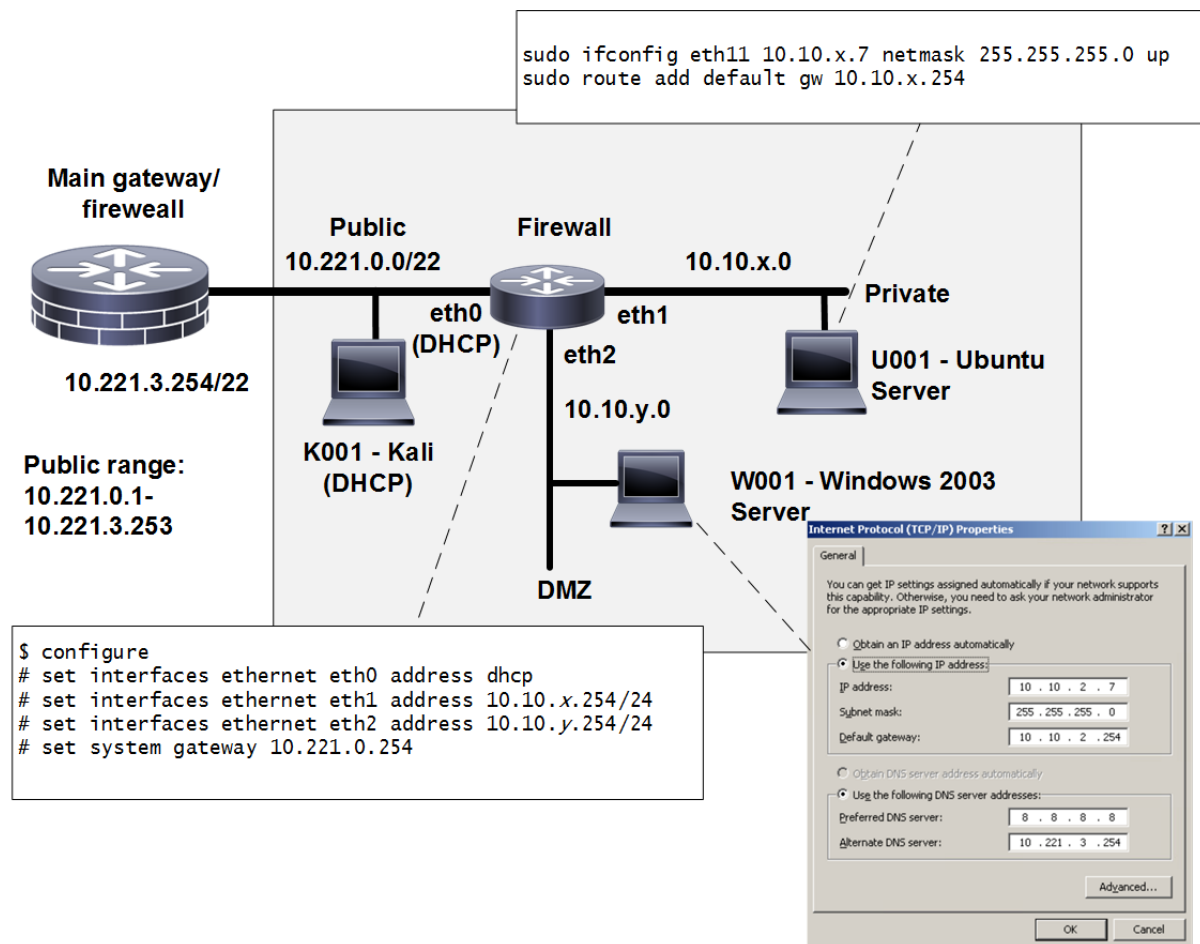 sudo ifconfig eth11 10.10.x.7 netmask 255.255.255.0 up
sudo route add default gw 10.10.x.254
Main gateway/
fireweall
Public
10.221.0.0/22
Firewall
10.10.x.0
Private
eth0
(DHCP)
eth1
eth2
10.221.3.254/22
U001 - Ubuntu
Server
10.10.y.0
K001 - Kali
(DHCP)
Public range:
10.221.0.1-
10.221.3.253
W001 - Windows 2003
Server
DMZ
$ configure
# set interfaces ethernet eth0 address dhcp
# set interfaces ethernet eth1 address 10.10.x.254/24
# set interfaces ethernet eth2 address 10.10.y.254/24
# set system gateway 10.221.0.254
Internet Protocol (TCP/IP) Properties
General
You can get IP settings assigned automatically if your network supports
this capability. Otherwise, you need to ask your network administrator
for the appropriate IP settings.
Obtain an IP address automatically
Use the following IP address:
IP address: 10 . 10 . 2 . 7
Subnet mask: 255 . 255 . 255 . 0
Default gateway: 10 . 10 . 2 . 254
Obtain DNS server address automatically
Use the following DNS server addresses:
Preferred DNS server: 8 . 8 . 8 . 8
Alternate DNS server: 10 . 221 . 3 . 254
Advanced...
OK
Cancel